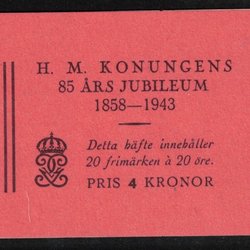 H. M. KONUNGENS
85 ÅRS JUBILEUM
1858—1943
Detta häfte innehåller
20 frimärken à 20 öre.
PRIS 4 KRONOR